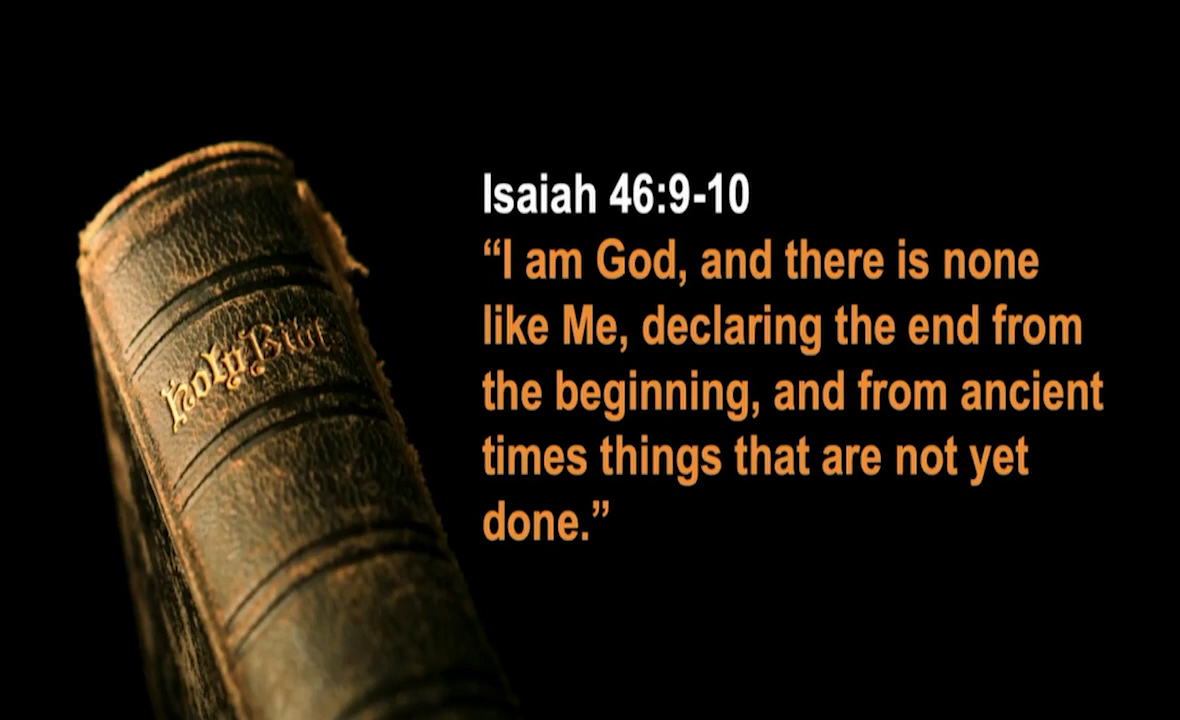 Holy Bible
Isaiah 46:9-10
“I am God, and there is none
like Me, declaring the end from
the beginning, and from ancient
times things that are not yet
done.”